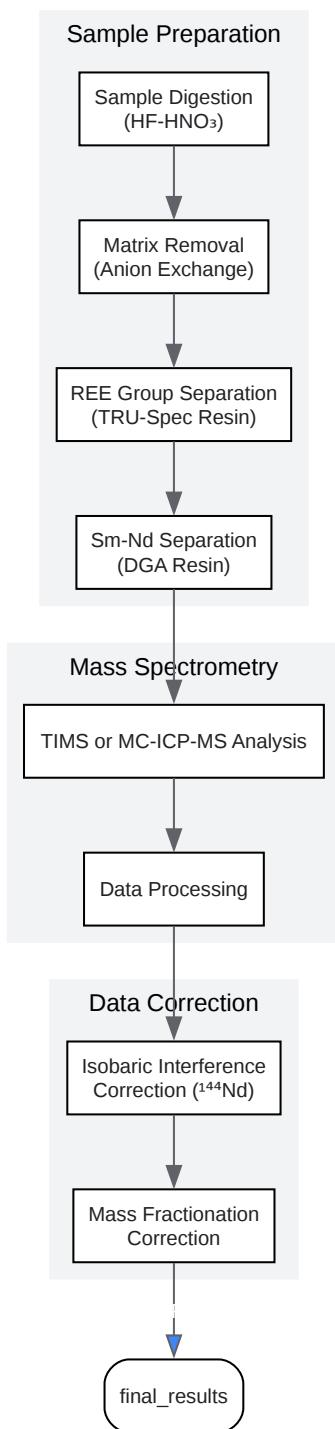 Sample Preparation
Sample Digestion
(HF-HNO₃)
Matrix Removal
(Anion Exchange)
REE Group Separation
(TRU-Spec Resin)
Sm-Nd Separation
(DGA Resin)
Mass Spectrometry
TIMS or MC-ICP-MS Analysis
Data Processing
Data Correction
Isobaric Interference
Correction (¹⁴⁴Nd)
Mass Fractionation
Correction
final_results